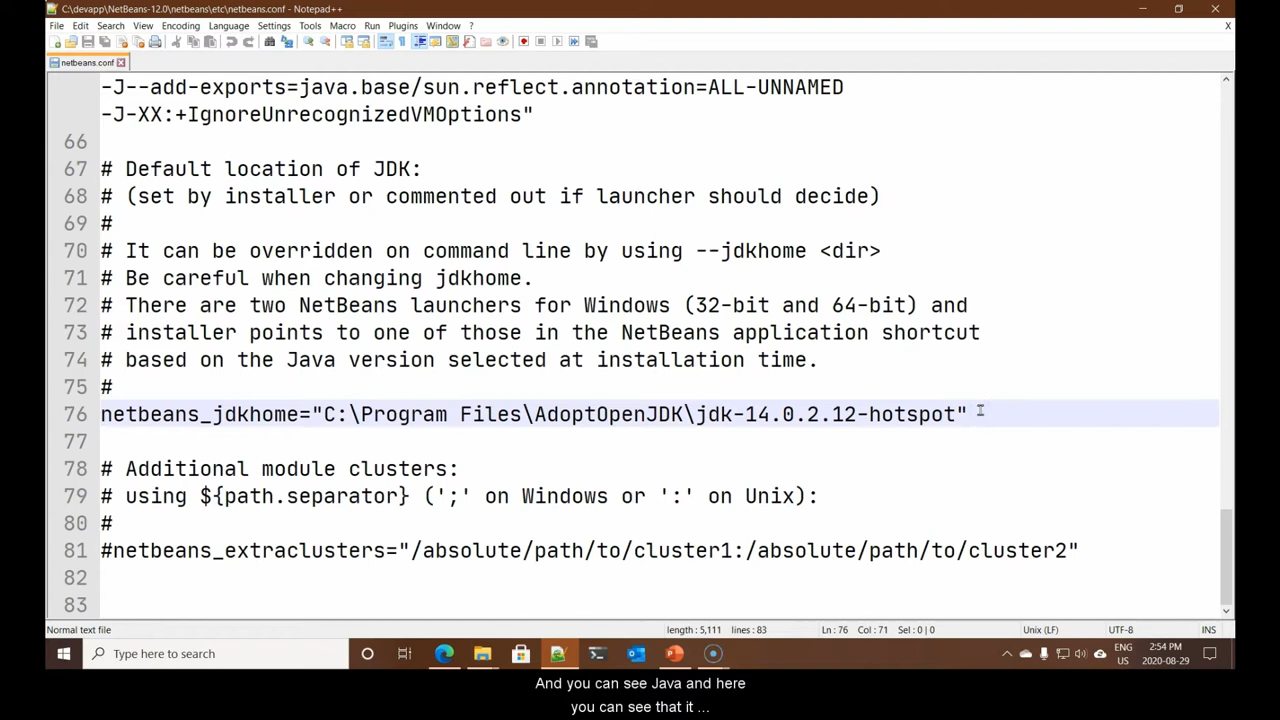 C:\devapp\NetBeans-12.0\netbeans\etc\netbeans.conf - Notepad++
File Edit Search View Encoding Language Settings Tools Macro Run Plugins Window ? X
netbeans.conf
-J--add-exports=java.base/sun.reflect.annotation=ALL-UNNAMED
-J-XX:+IgnoreUnrecognizedVMOptions"
66
67 # Default location of JDK:
68 # (set by installer or commented out if launcher should decide)
69 #
70 # It can be overridden on command line by using --jdkhome <dir>
71 # Be careful when changing jdkhome.
72 # There are two NetBeans launchers for Windows (32-bit and 64-bit) and
73 # installer points to one of those in the NetBeans application shortcut
74 # based on the Java version selected at installation time.
75 #
76 netbeans_jdkhome="C:\Program Files\AdoptOpenJDK\jdk-14.0.2.12-hotspot"
77
78 # Additional module clusters:
79 # using ${path.separator} (';' on Windows or ':' on Unix):
80 #
81 #netbeans_extraclusters="/absolute/path/to/cluster1:/absolute/path/to/cluster2"
82
83
Normal text file length : 5,111 lines : 83 Ln : 76 Col : 71 Sel : 0 | 0 Unix (LF) UTF-8 INS
Type here to search
ENG 2:54 PM
US 2020-08-29
And you can see Java and here
you can see that it ...